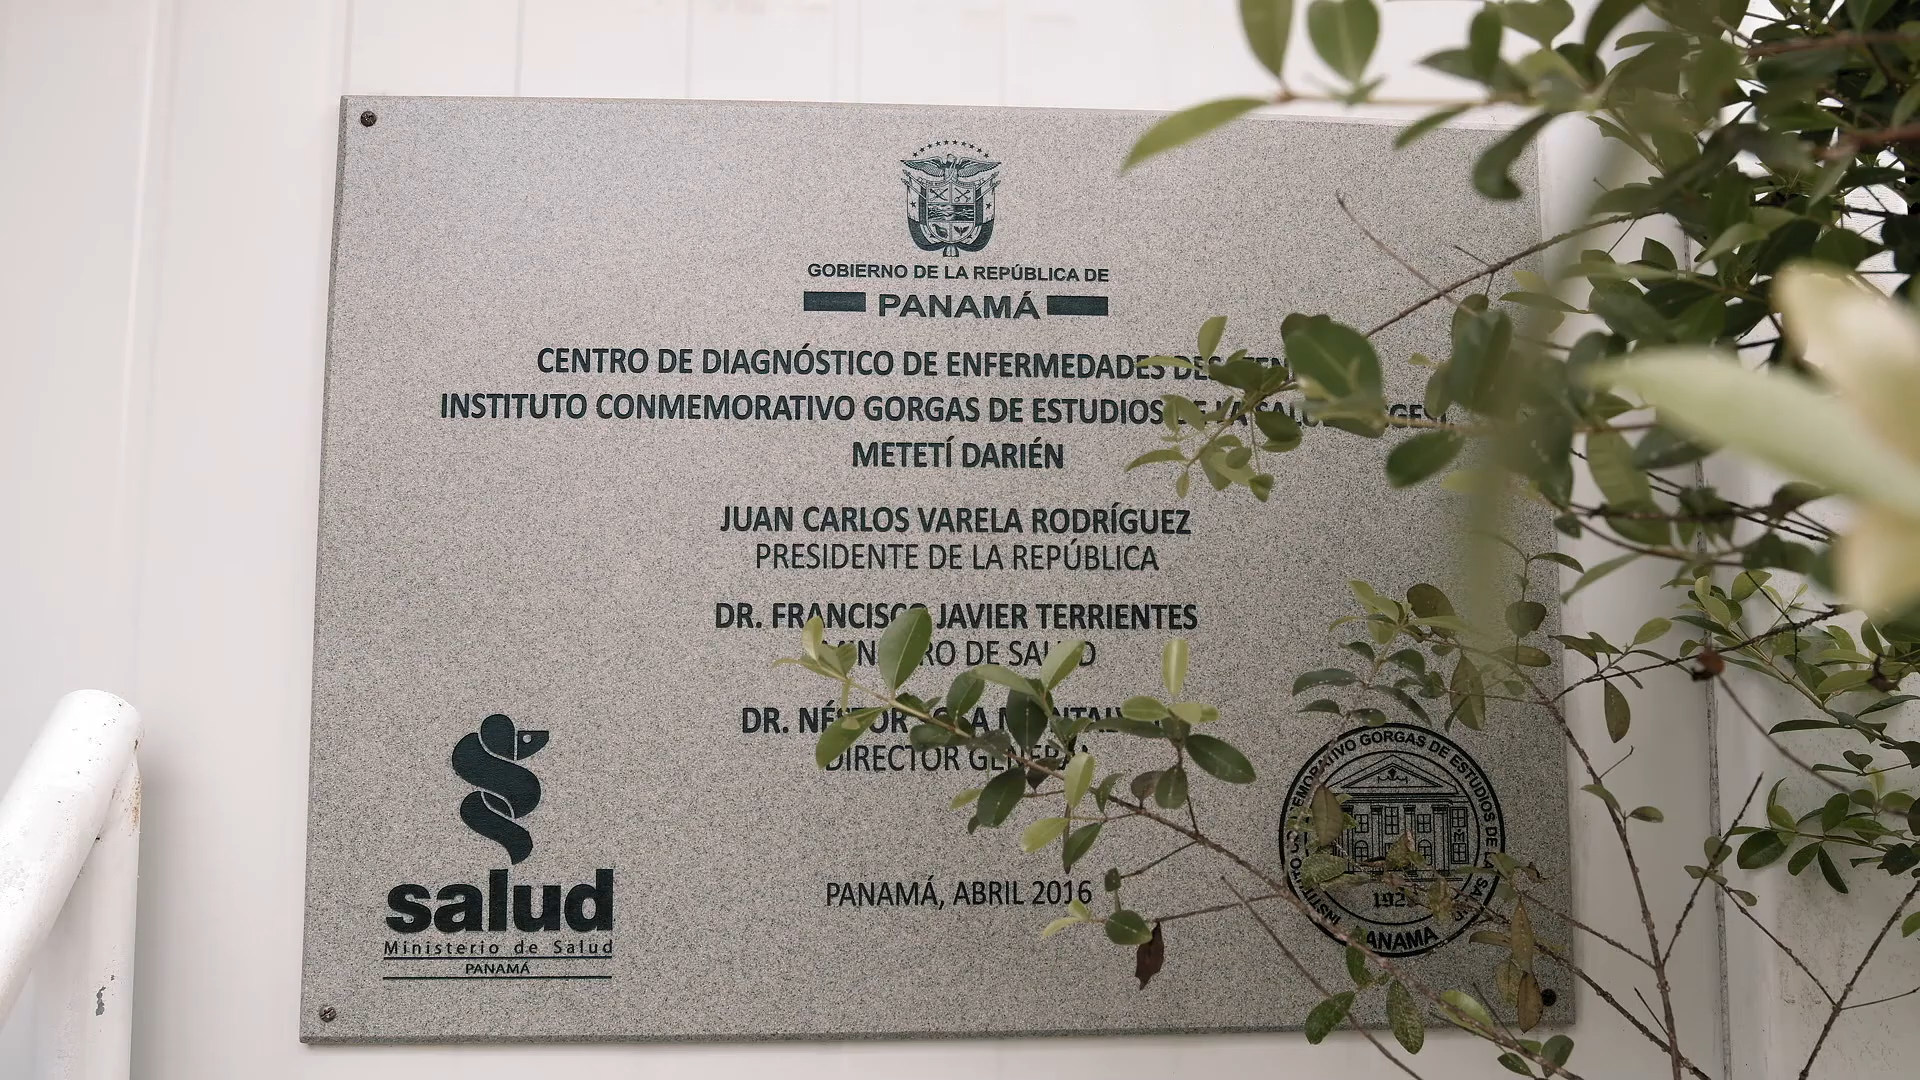 GOBIERNO DE LA REPÚBLICA DE
PANAMÁ
CENTRO DE DIAGNÓSTICO DE ENFERMEDADES
INSTITUTO CONMEMORATIVO GORGAS DE ESTUDIOS DE LA SALUD
METETÍ DARIÉN
JUAN CARLOS VARELA RODRÍGUEZ
PRESIDENTE DE LA REPÚBLICA
DR. FRANCISCO JAVIER TERRIENTES
MINISTRO DE SALUD
DR. NÉSTOR
DIRECTOR GENERAL
PANAMÁ, ABRIL 2016
salud
Ministerio de Salud
PANAMÁ
INSTITUTO CONMEMORATIVO GORGAS DE ESTUDIOS DE LA SALUD
PANAMA